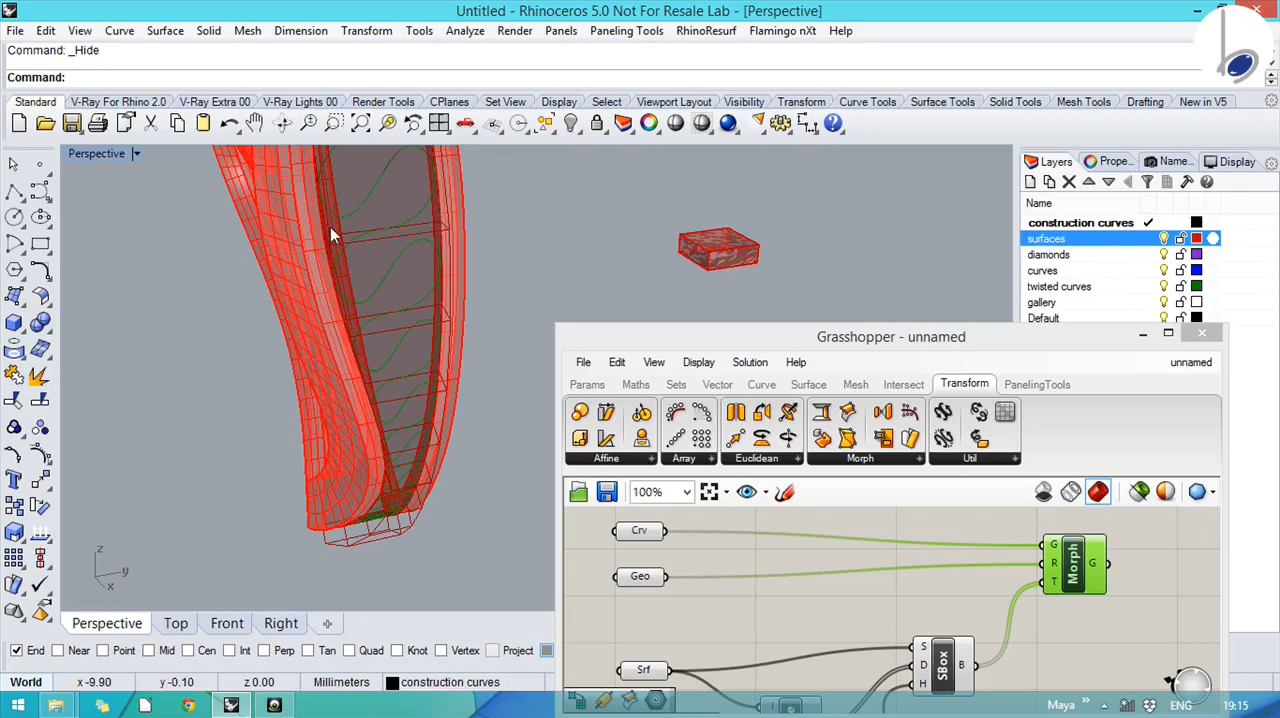 Untitled - Rhinoceros 5.0 Not For Resale Lab - [Perspective]
File Edit View Curve Surface Solid Mesh Dimension Transform Tools Analyze Render Panels Paneling Tools RhinoResurf Flamingo nXt Help
Command: _Hide
Command:
Standard V-Ray For Rhino 2.0 V-Ray Extra 00 V-Ray Lights 00 Render Tools CPlanes Set View Display Select Viewport Layout Visibility Transform Curve Tools Surface Tools Solid Tools Mesh Tools Drafting New in V5
Perspective
Layers Prope... Name... Display
Name
construction curves
surfaces
diamonds
curves
twisted curves
gallery
Default
Grasshopper - unnamed
File Edit View Display Solution Help unnamed
Params Maths Sets Vector Curve Surface Mesh Intersect Transform PanelingTools
Affine Array Euclidean Morph Util
100%
Crv
Geo
G
R
T
Morph
G
Srf
S
D
H
SBox
B
z
y
x
Perspective Top Front Right
End Near Point Mid Cen Int Perp Tan Quad Knot Vertex Project
World x -9.90 y -0.10 z 0.00 Millimeters construction curves
Maya ENG 19:15